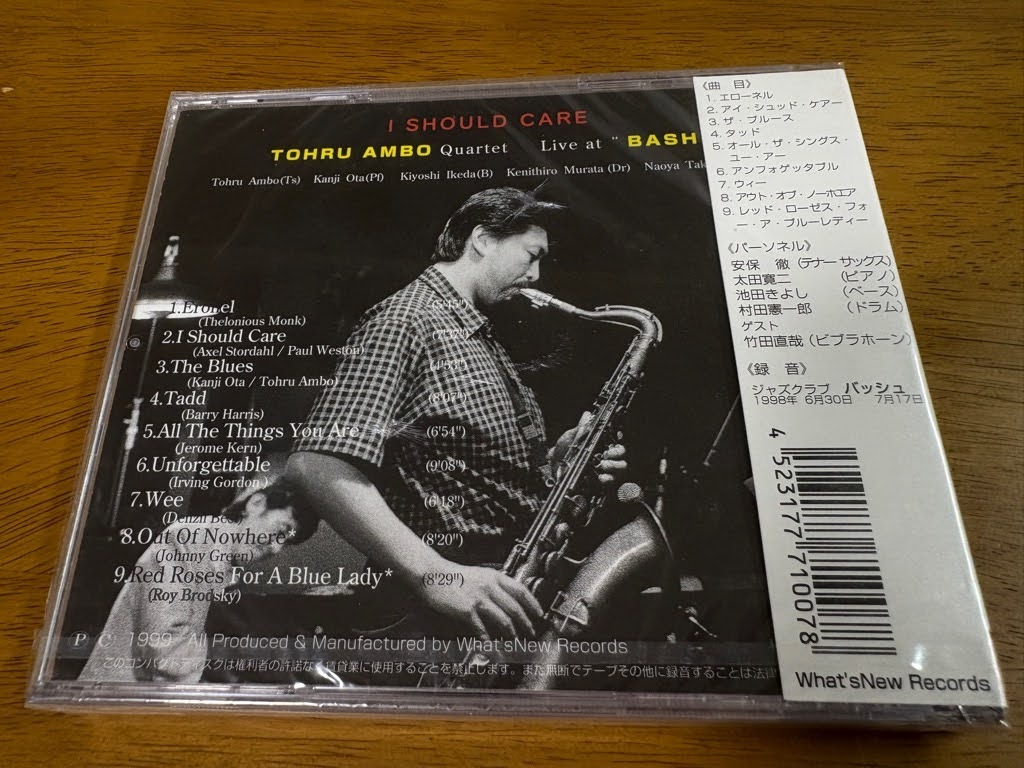 I SHOULD CARE
TOHRU AMBO Quartet Live at " BASH
Tohru Ambo(Ts) Kanji Ota(Pf) Kiyoshi Ikeda(B) Kenithiro Murata (Dr) Naoya Tak
1.Eronel (5'45")
(Thelonious Monk)
2.I Should Care
(Axel Stordahl / Paul Weston)
3.The Blues (4'53")
(Kanji Ota / Tohru Ambo)
4.Tadd (8'07")
(Barry Harris)
5.All The Things You Are (6'54")
(Jerome Kern)
6.Unforgettable (9'08")
(Irving Gordon)
7.Wee (6'18")
(Denzil Best)
8.Out Of Nowhere (8'20")
(Johnny Green)
9.Red Roses For A Blue Lady* (8'29")
(Roy Brodsky)
P C 1999 All Produced & Manufactured by What'sNew Records
このコンパクトディスクは権利者の許諾なく賃貸業に使用することを禁止します。また無断でテープその他に録音することは法律
《曲 目》
1. エローネル
2. アイ・シュッド・ケアー
3. ザ・ブルース
4. タッド
5. オール・ザ・シングス・
ユー・アー
6. アンフォゲッタブル
7. ウィー
8. アウト・オブ・ノーホエア
9. レッド・ローゼス・フォ
ー・ア・ブルーレディー
《パーソネル》
安保 徹 (テナー サックス)
太田寛二 (ピアノ)
池田きよし (ベース)
村田憲一郎 (ドラム)
ゲスト
竹田直哉 (ビブラホーン)
《録 音》
ジャズクラブ バッシュ
1998年 6月30日 7月17日
4523177710078
What'sNew Records